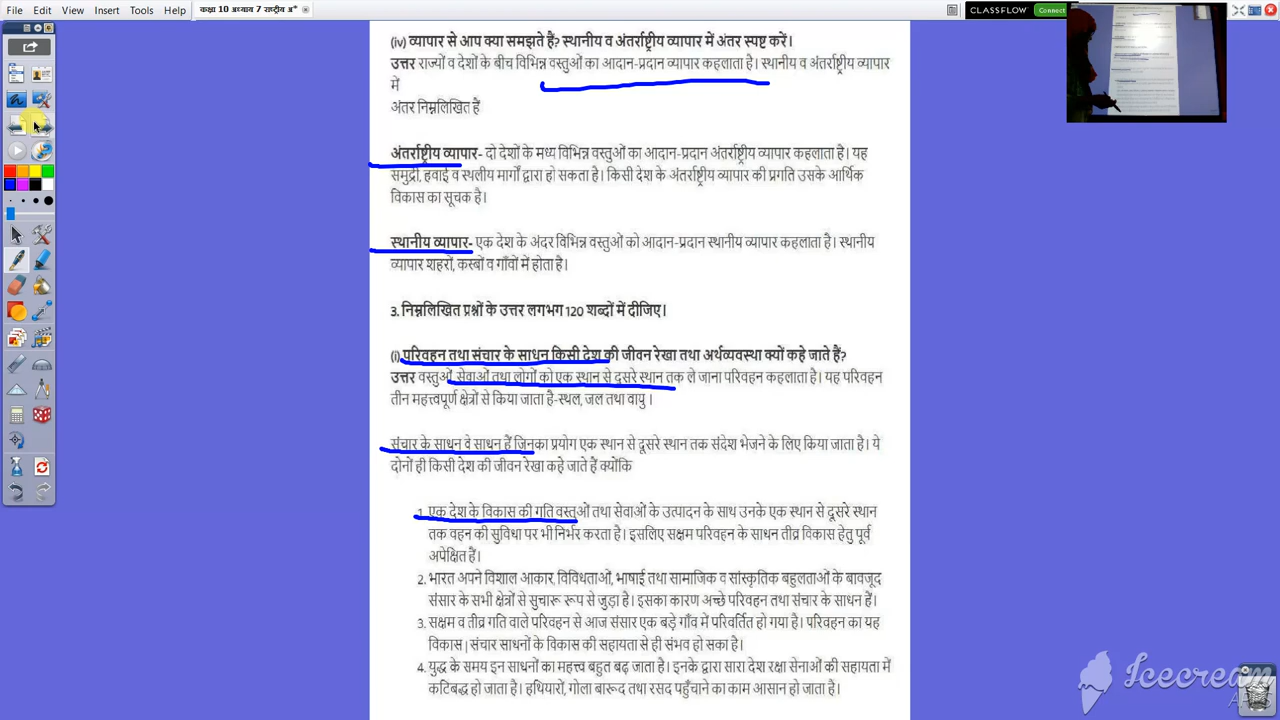 File Edit View Insert Tools Help
कक्षा 10 अध्याय 7 राष्ट्रीय अ*
CLASSFLOW Connect
(iv) व्यापार से आप क्या समझते हैं? स्थानीय व अंतर्राष्ट्रीय व्यापार में अंतर स्पष्ट करें।
उत्तर राज्यों व देशों के बीच विभिन्न वस्तुओं का आदान-प्रदान व्यापार कहलाता है। स्थानीय व अंतर्राष्ट्रीय व्यापार
में
अंतर निम्नलिखित हैं
अंतर्राष्ट्रीय व्यापार- दो देशों के मध्य विभिन्न वस्तुओं का आदान-प्रदान अंतर्राष्ट्रीय व्यापार कहलाता है। यह
समुद्री, हवाई व स्थलीय मार्गों द्वारा हो सकता है। किसी देश के अंतर्राष्ट्रीय व्यापार की प्रगति उसके आर्थिक
विकास का सूचक है।
स्थानीय व्यापार- एक देश के अंदर विभिन्न वस्तुओं को आदान-प्रदान स्थानीय व्यापार कहलाता है। स्थानीय
व्यापार शहरों, कस्बों व गाँवों में होता है।
3. निम्नलिखित प्रश्नों के उत्तर लगभग 120 शब्दों में दीजिए।
(i) परिवहन तथा संचार के साधन किसी देश की जीवन रेखा तथा अर्थव्यवस्था क्यों कहे जाते हैं?
उत्तर वस्तुओं सेवाओं तथा लोगों को एक स्थान से दूसरे स्थान तक ले जाना परिवहन कहलाता है। यह परिवहन
तीन महत्त्वपूर्ण क्षेत्रों से किया जाता है-स्थल, जल तथा वायु ।
संचार के साधन वे साधन हैं जिनका प्रयोग एक स्थान से दूसरे स्थान तक संदेश भेजने के लिए किया जाता है। ये
दोनों ही किसी देश की जीवन रेखा कहे जाते हैं क्योंकि
1. एक देश के विकास की गति वस्तुओं तथा सेवाओं के उत्पादन के साथ उनके एक स्थान से दूसरे स्थान
तक वहन की सुविधा पर भी निर्भर करता है। इसलिए सक्षम परिवहन के साधन तीव्र विकास हेतु पूर्व
अपेक्षित हैं।
2. भारत अपने विशाल आकार, विविधताओं, भाषाई तथा सामाजिक व सांस्कृतिक बहुलताओं के बावजूद
संसार के सभी क्षेत्रों से सुचारू रूप से जुड़ा है। इसका कारण अच्छे परिवहन तथा संचार के साधन हैं।
3. सक्षम व तीव्र गति वाले परिवहन से आज संसार एक बड़े गाँव में परिवर्तित हो गया है। परिवहन का यह
विकास | संचार साधनों के विकास की सहायता से ही संभव हो सका है।
4. युद्ध के समय इन साधनों का महत्त्व बहुत बढ़ जाता है। इनके द्वारा सारा देश रक्षा सेनाओं की सहायता में
कटिबद्ध हो जाता है। हथियारों, गोला बारूद तथा रसद पहुँचाने का काम आसान हो जाता है।
Icecream
Apps